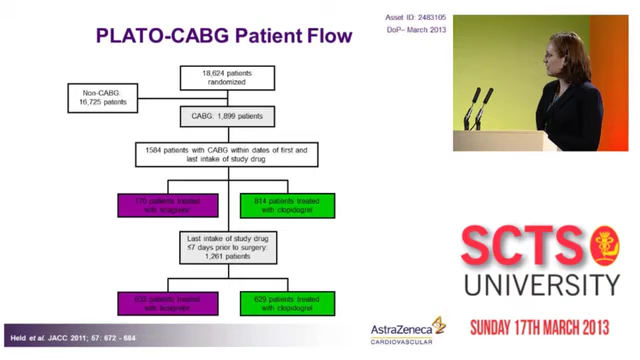 Asset ID: 2483105
DoP– March 2013
PLATO-CABG Patient Flow
18,624 patients
randomized
Non-CABG:
16,725 patents
CABG: 1,899 patients
1584 patients with CABG within dates of first and
last intake of study drug
770 patients treated
with ticagrelor
814 patients treated
with clopidogrel
Last intake of study drug
≤7 days prior to surgery:
1,261 patients
632 patients treated
with ticagrelor
629 patients treated
with clopidogrel
Held et al. JACC 2011; 57: 672 - 684
AstraZeneca
CARDIOVASCULAR
SCTS
UNIVERSITY
SUNDAY 17TH MARCH 2013